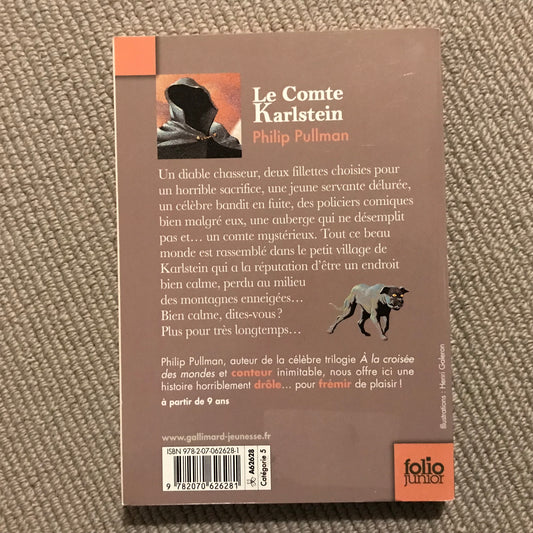 Le Comte
Karlstein
Philip Pullman
Un diable chasseur, deux fillettes choisies pour
un horrible sacrifice, une jeune servante délurée,
un célèbre bandit en fuite, des policiers comiques
bien malgré eux, une auberge qui ne désemplit
pas et… un comte mystérieux. Tout ce beau
monde est rassemblé dans le petit village de
Karlstein qui a la réputation d’être un endroit
bien calme, perdu au milieu
des montagnes enneigées…
Bien calme, dites-vous ?
Plus pour très longtemps…
Philip Pullman, auteur de la célèbre trilogie À la croisée
des mondes et conteur inimitable, nous offre ici une
histoire horriblement drôle… pour frémir de plaisir !
à partir de 9 ans
Illustrations : Henri Galeron
www.gallimard-jeunesse.fr
ISBN 978-2-07-062628-1
9 782070 626281
A62628
Catégorie 5
folio
junior